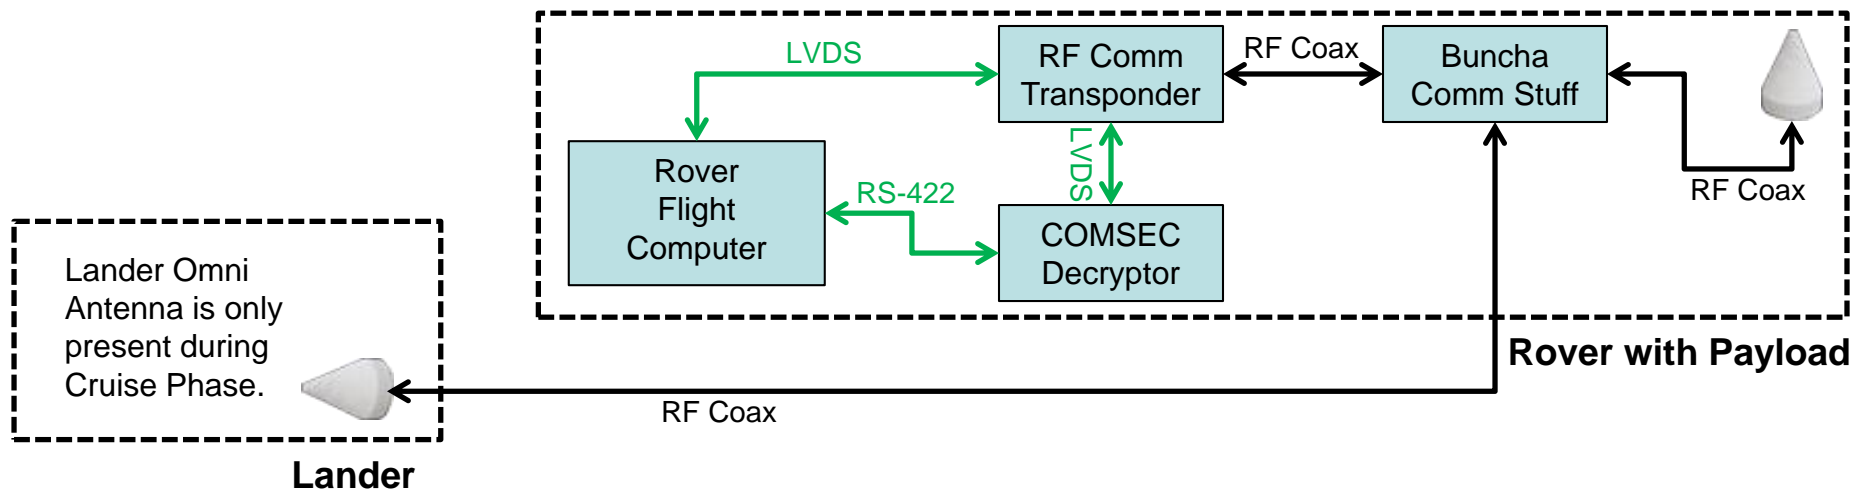 LVDS
RF Comm
Transponder
RF Coax
Buncha
Comm Stuff
LVDS
RF Coax
Rover
Flight
Computer
RS-422
COMSEC
Decryptor
Rover with Payload
Lander Omni
Antenna is only
present during
Cruise Phase.
RF Coax
Lander